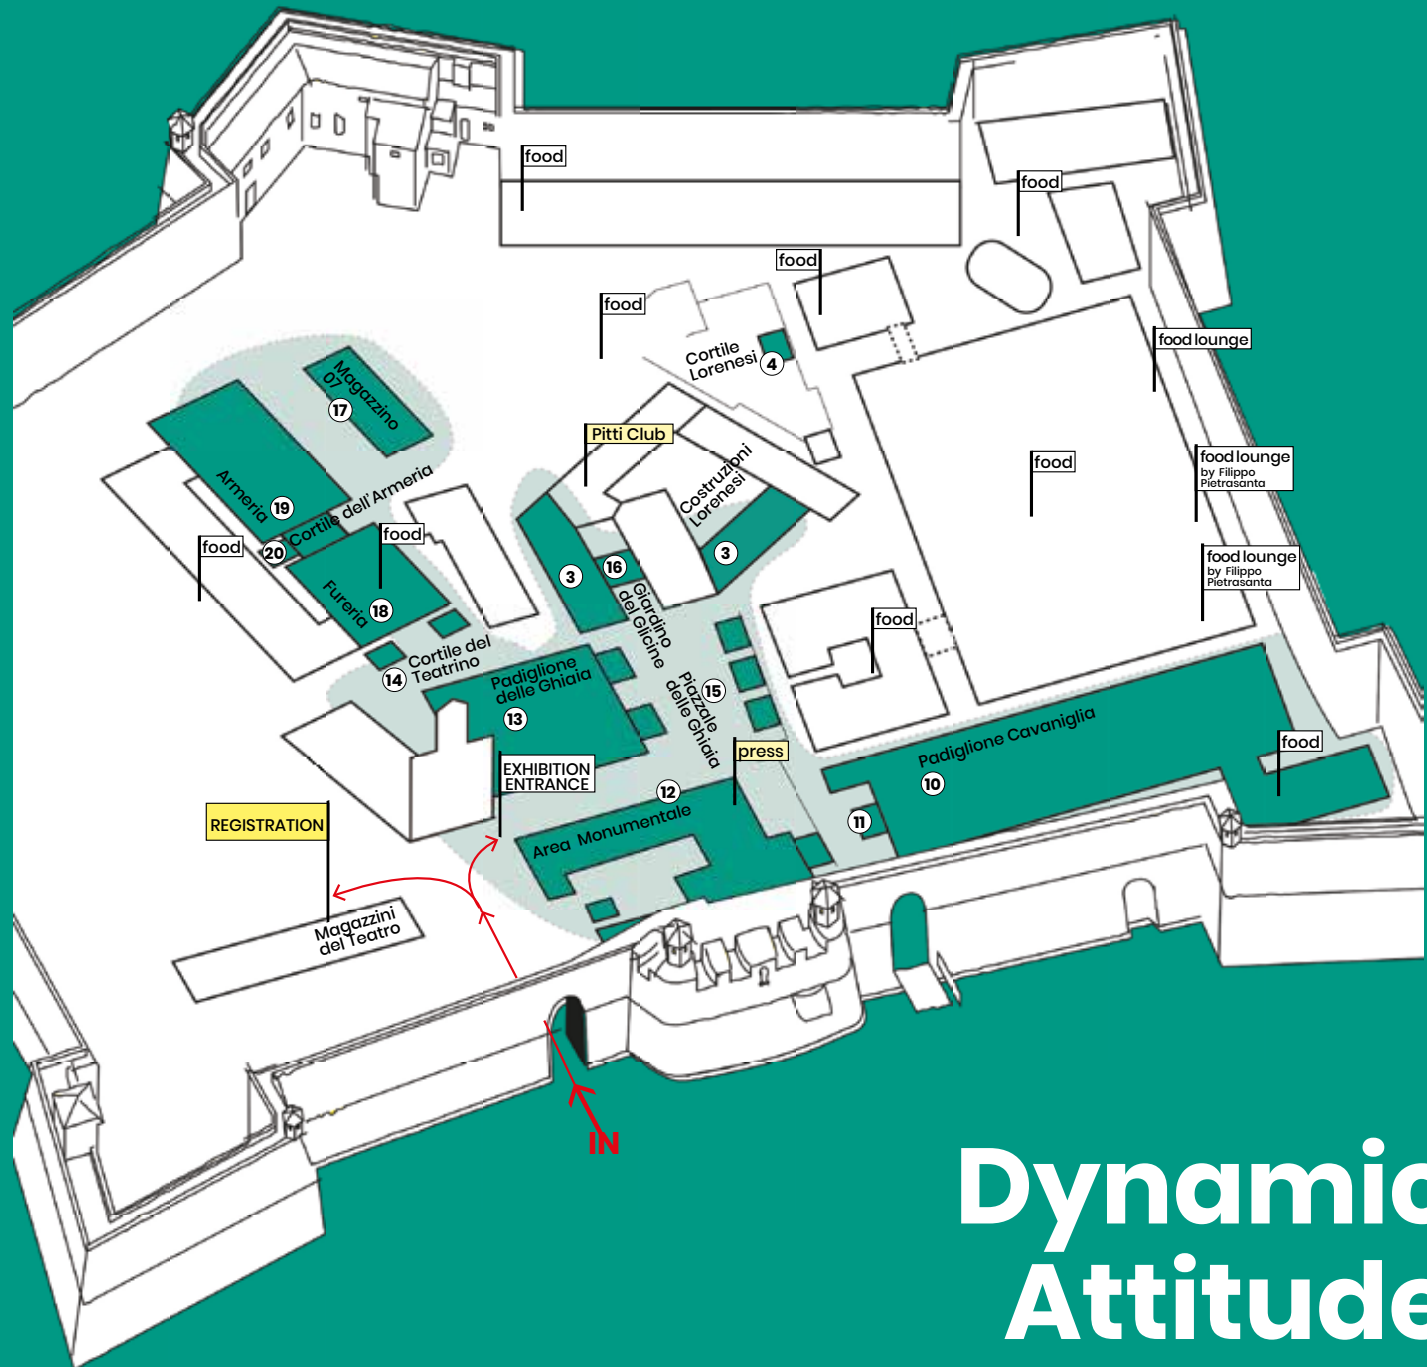 food
food
food
food
food lounge
Cortile
Lorenesi
4
Magazzino
07
17
Pitti Club
food
food lounge
by Filippo
Pietrasanta
Armeria
19
Cortile dell'Armeria
20
Costruzioni
Lorenesi
3
3
16
food
food
food lounge
by Filippo
Pietrasanta
Fureria
18
Giardino
del Glicine
food
Cortile del
Teatrino
14
Padiglione
delle Ghiaia
13
15
Piazzale
delle Ghiaia
Padiglione Cavaniglia
10
food
press
EXHIBITION
ENTRANCE
12
Area Monumentale
11
REGISTRATION
Magazzini
del Teatro
IN
Dynamic
Attitude